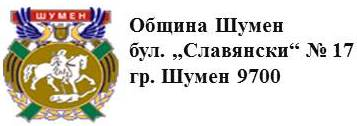 ШУМЕН
Община Шумен
бул. „Славянски“ № 17
гр. Шумен 9700